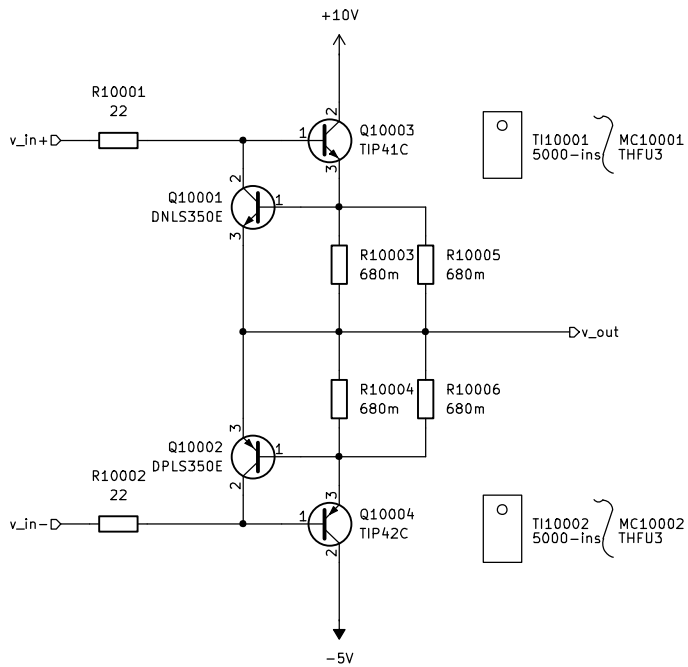 +10V
R10001
22
v_in+
1
2
Q10003
TIP41C
3
TI10001
5000-ins
MC10001
THFU3
2
Q10001
DNLS350E
1
3
R10003
680m
R10005
680m
v_out
R10004
680m
R10006
680m
3
Q10002
DPLS350E
1
2
R10002
22
v_in-
1
3
Q10004
TIP42C
2
TI10002
5000-ins
MC10002
THFU3
-5V